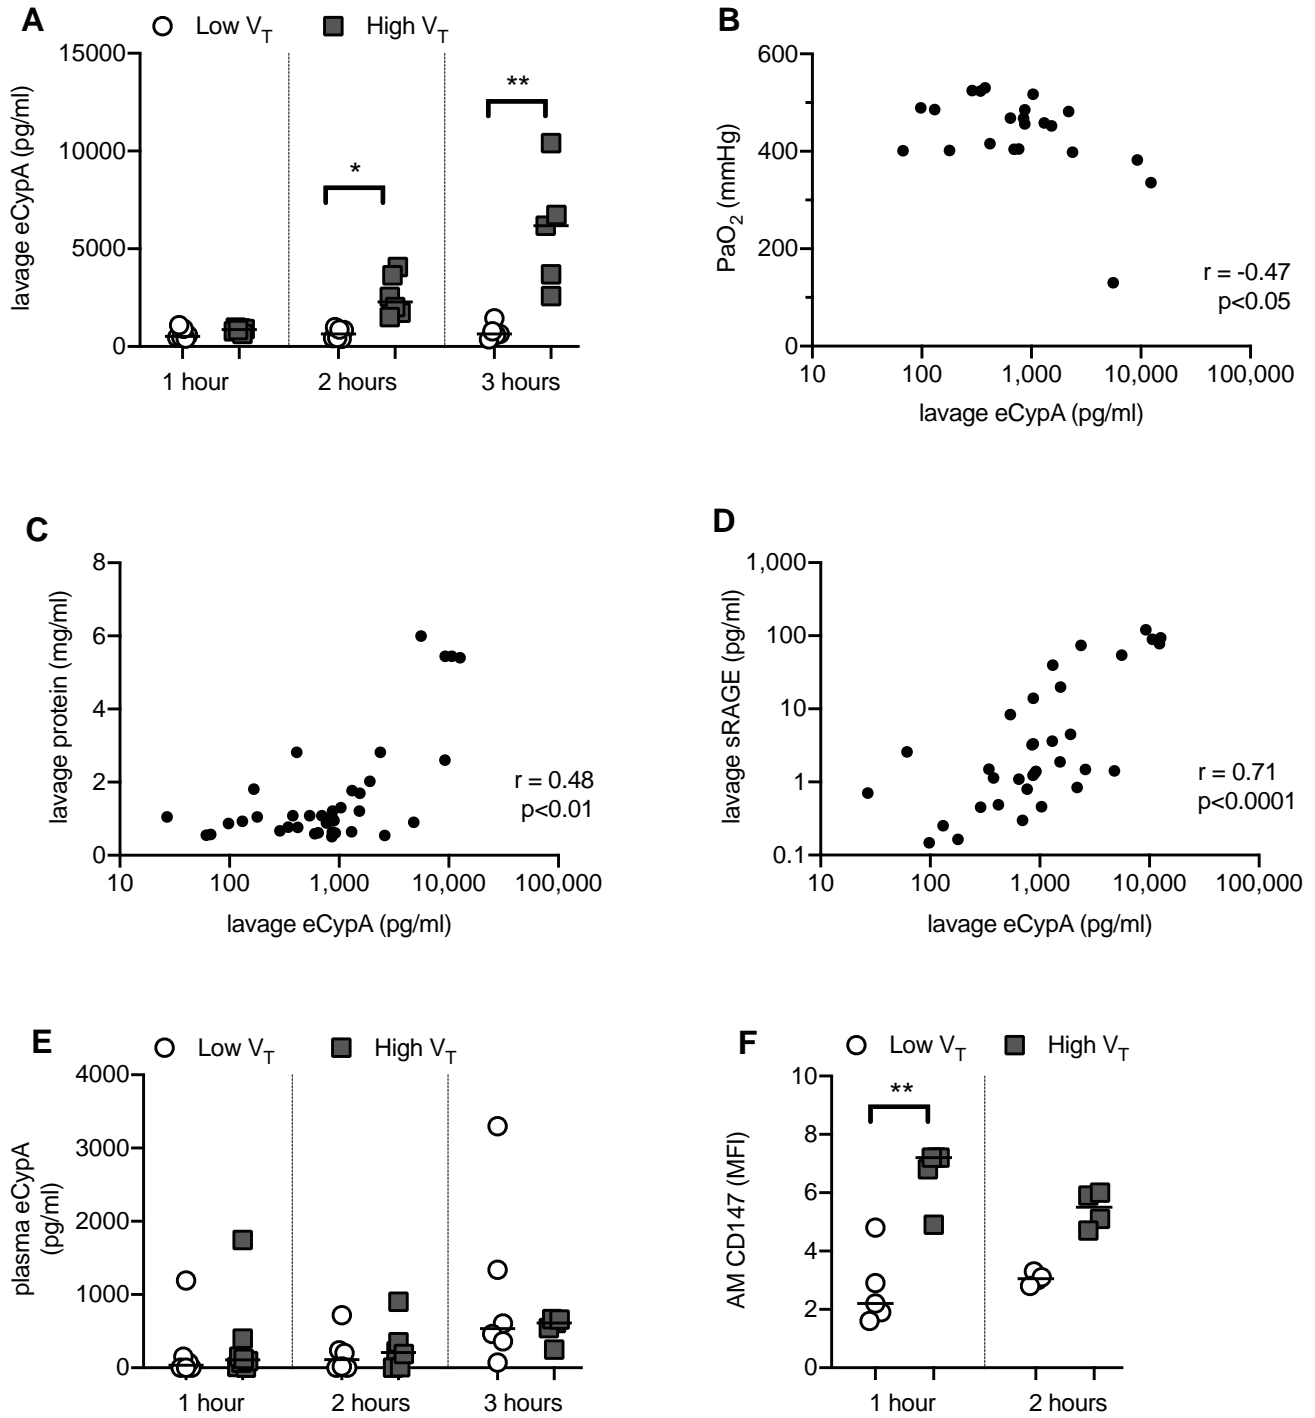 A
Low VT
High VT
lavage eCypA (pg/ml)
15000
10000
5000
0
*
**
1 hour
2 hours
3 hours
B
PaO2 (mmHg)
600
400
200
0
r = -0.47
p<0.05
10
100
1,000
10,000
100,000
lavage eCypA (pg/ml)
C
lavage protein (mg/ml)
8
6
4
2
0
r = 0.48
p<0.01
10
100
1,000
10,000
100,000
lavage eCypA (pg/ml)
D
lavage sRAGE (pg/ml)
1,000
100
10
1
0.1
r = 0.71
p<0.0001
10
100
1,000
10,000
100,000
lavage eCypA (pg/ml)
E
Low VT
High VT
plasma eCypA
(pg/ml)
4000
3000
2000
1000
0
1 hour
2 hours
3 hours
F
Low VT
High VT
AM CD147 (MFI)
10
8
6
4
2
0
**
1 hour
2 hours